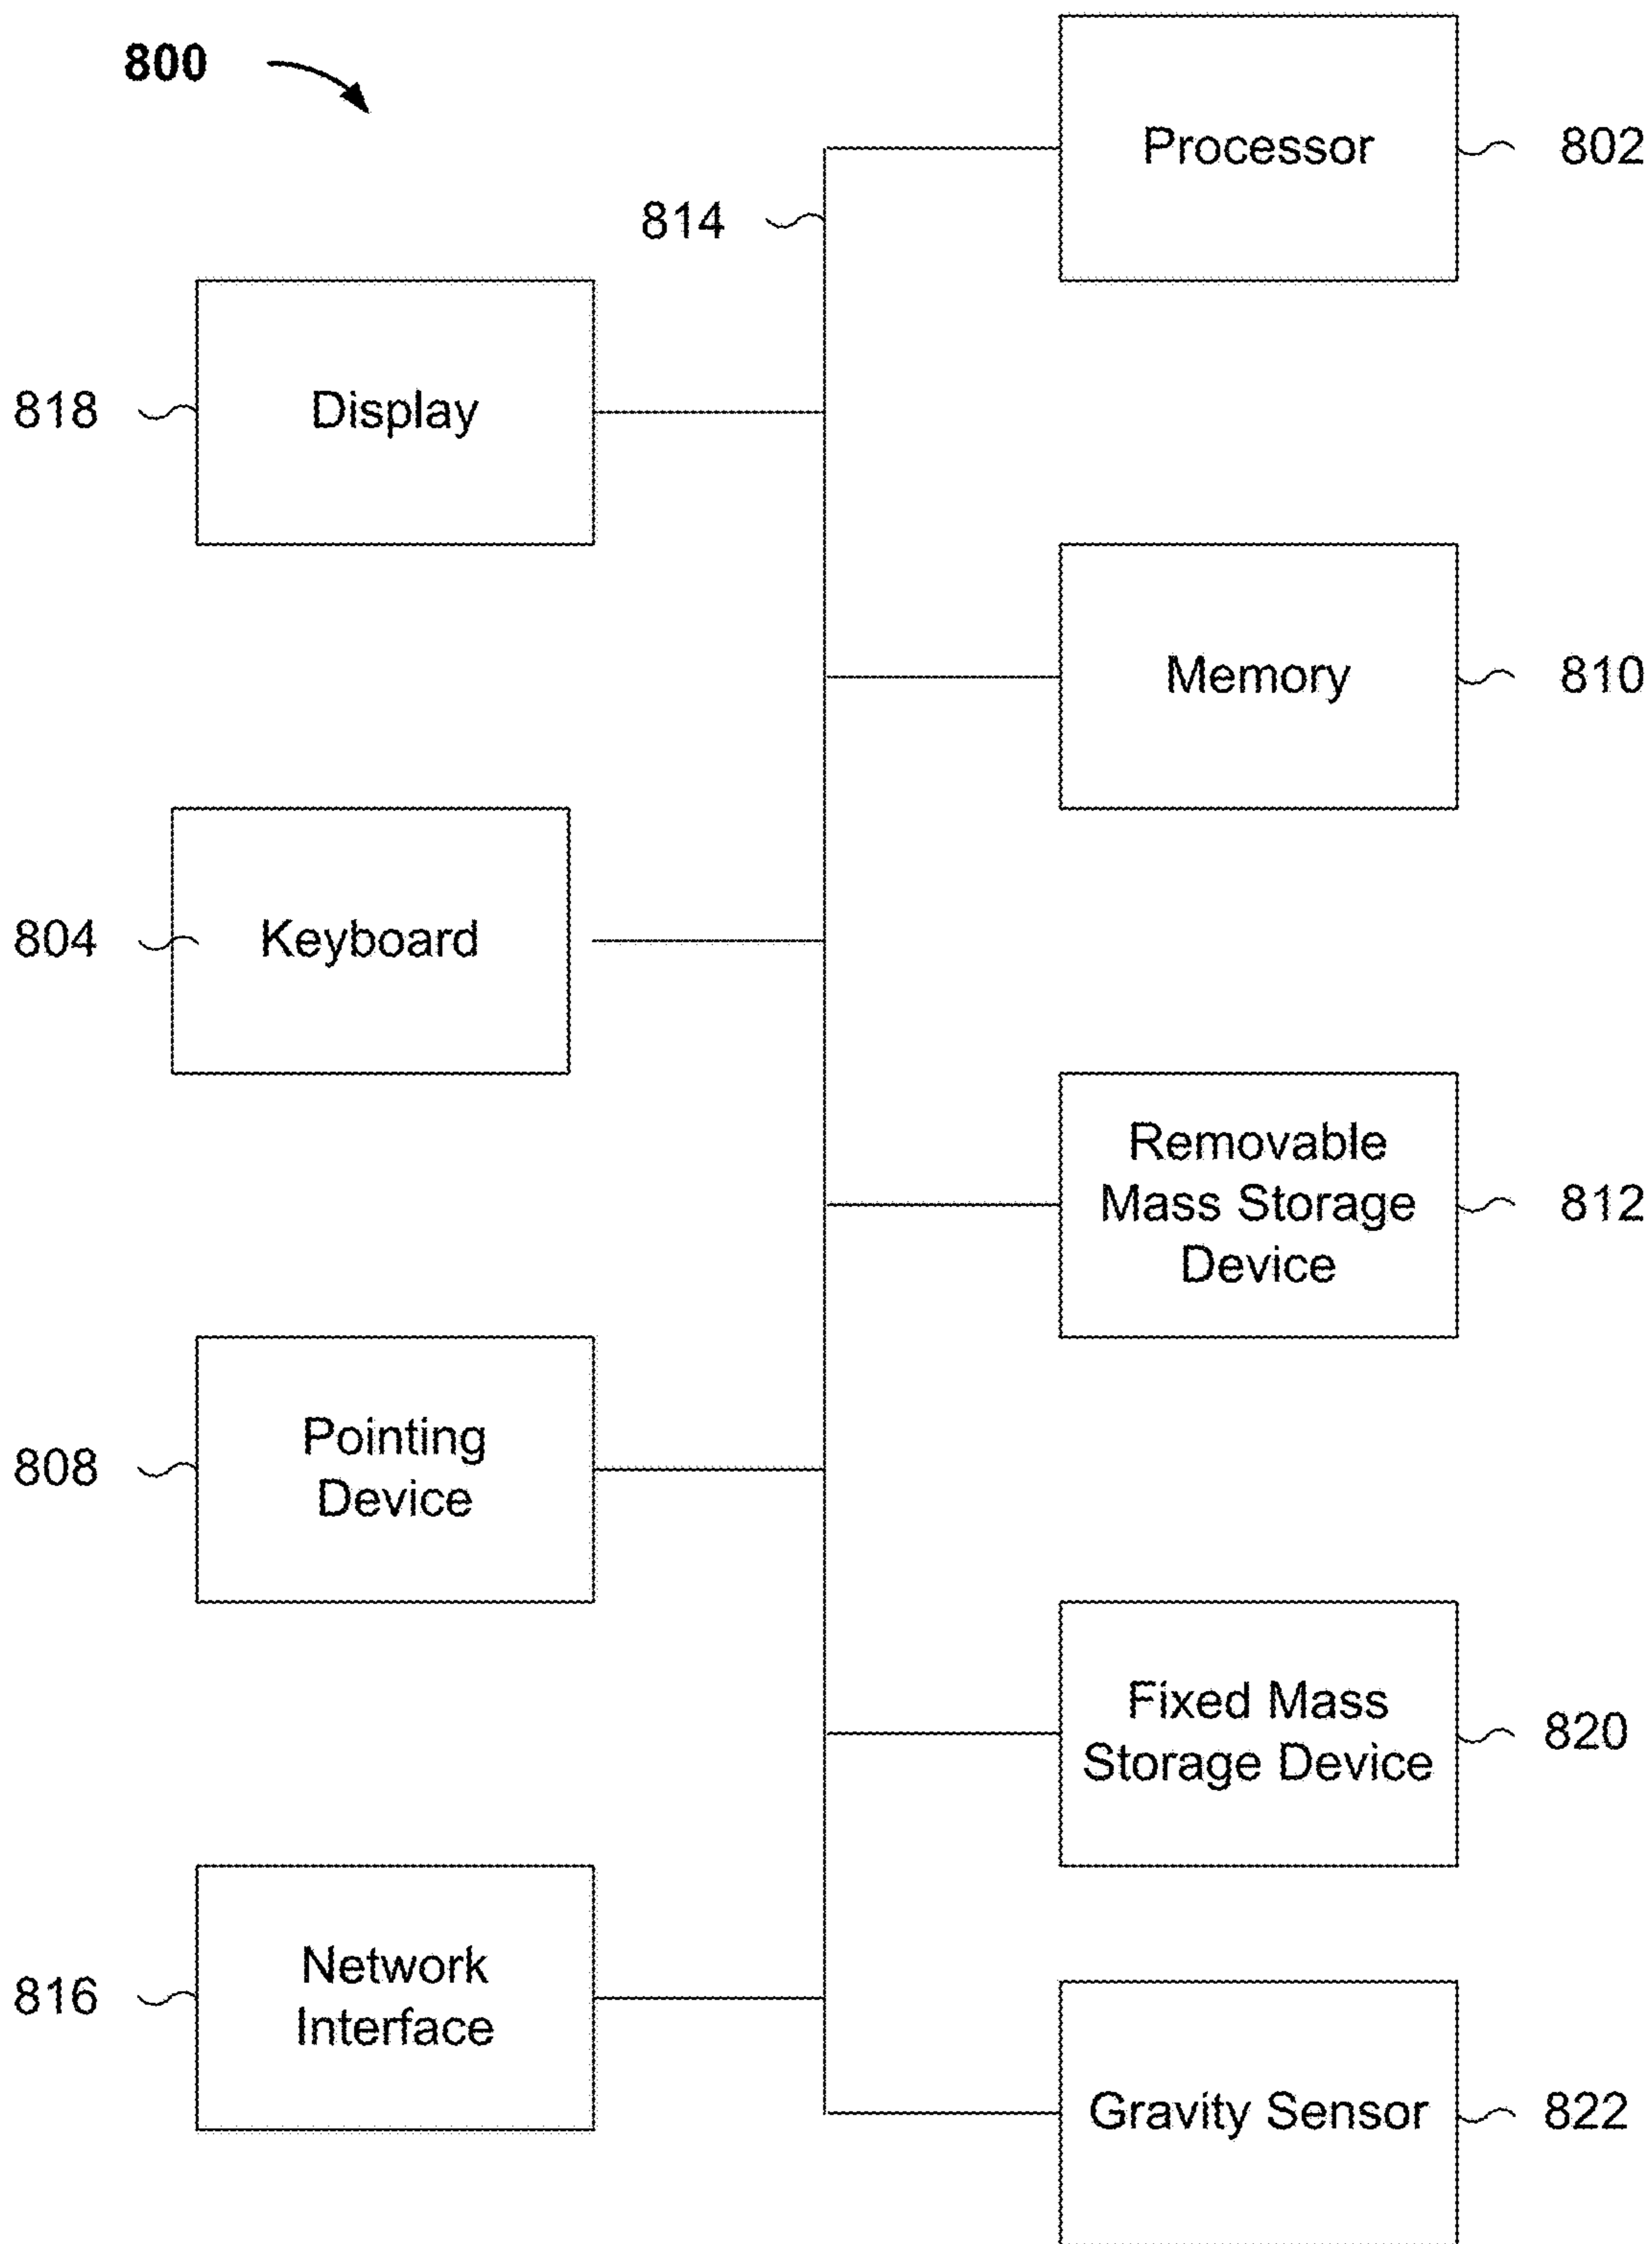 800
Processor
802
814
Display
818
Memory
810
Keyboard
804
Removable
Mass Storage
Device
812
Pointing
Device
808
Fixed Mass
Storage Device
820
Network
Interface
816
Gravity Sensor
822